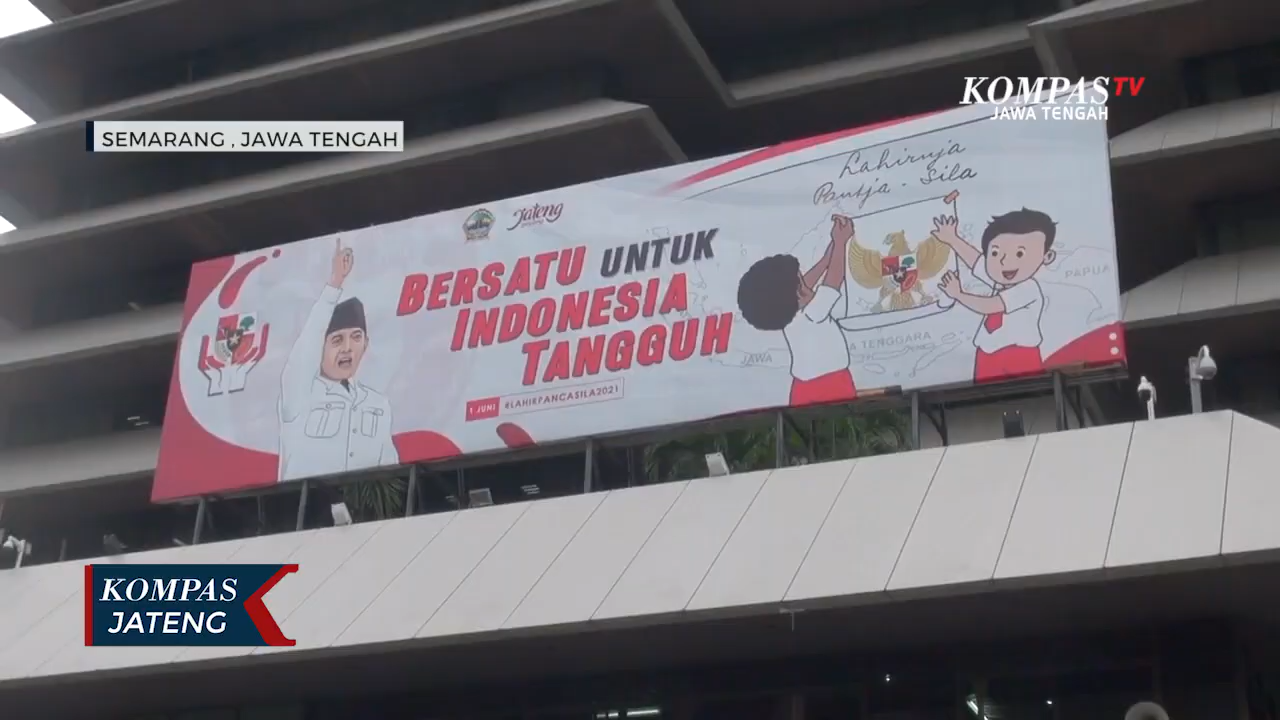 KOMPAS TV
JAWA TENGAH
SEMARANG , JAWA TENGAH
Lahirnja
Pantja - Sila
Jateng
BERSATU UNTUK
INDONESIA
TANGGUH
1 JUNI #LAHIRPANCASILA2021
JAWA
A TENGGARA
PAPUA
KOMPAS
JATENG